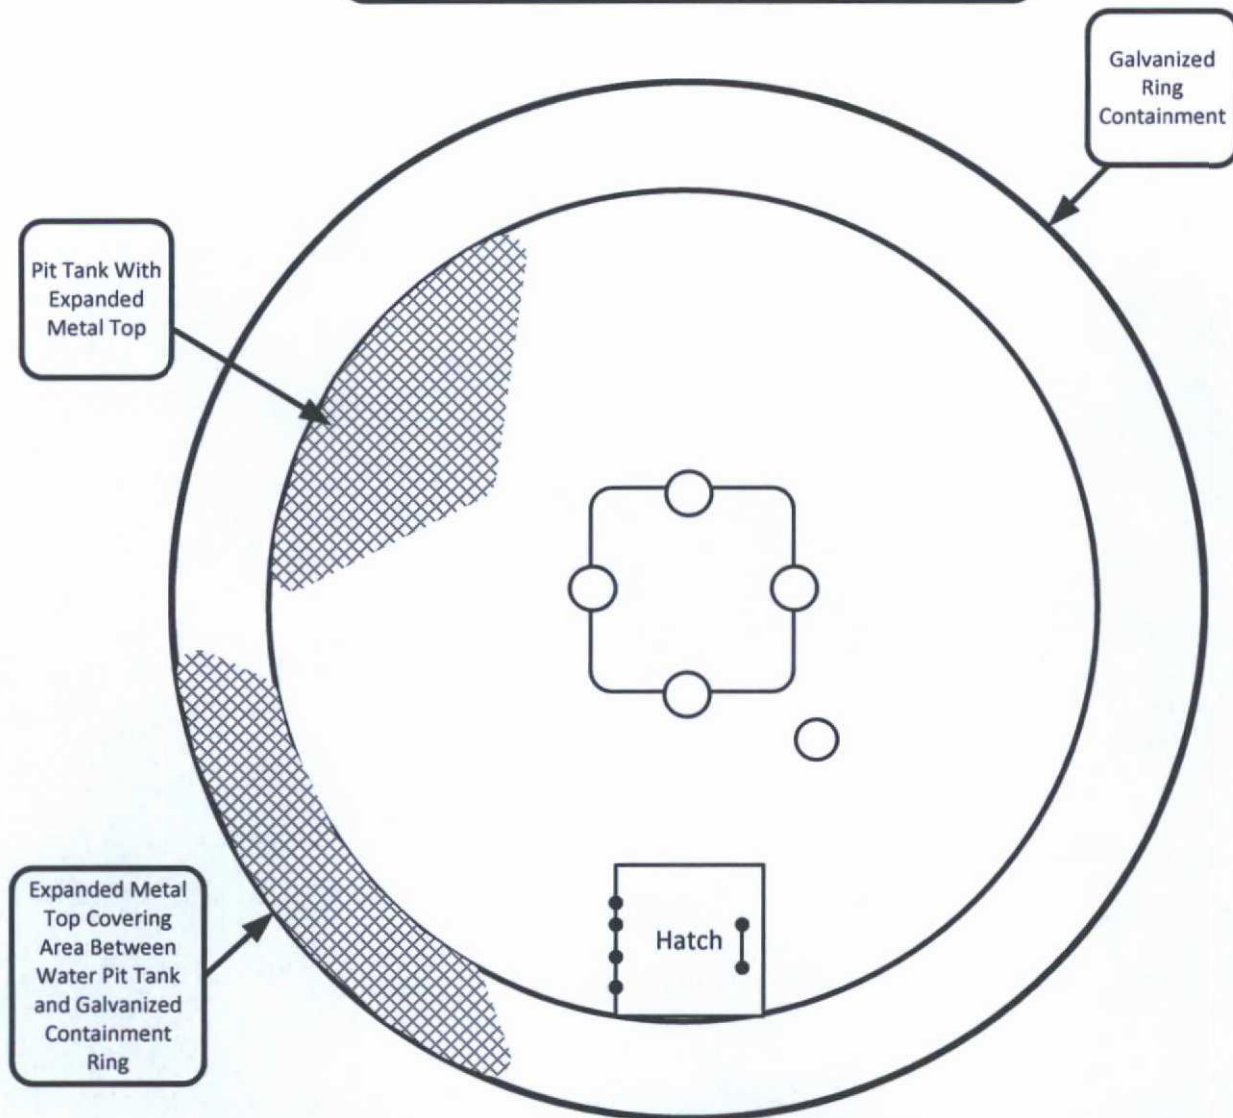 Galvanized
Ring
Containment
Pit Tank With
Expanded
Metal Top
Expanded Metal
Top Covering
Area Between
Water Pit Tank
and Galvanized
Containment
Ring
Hatch